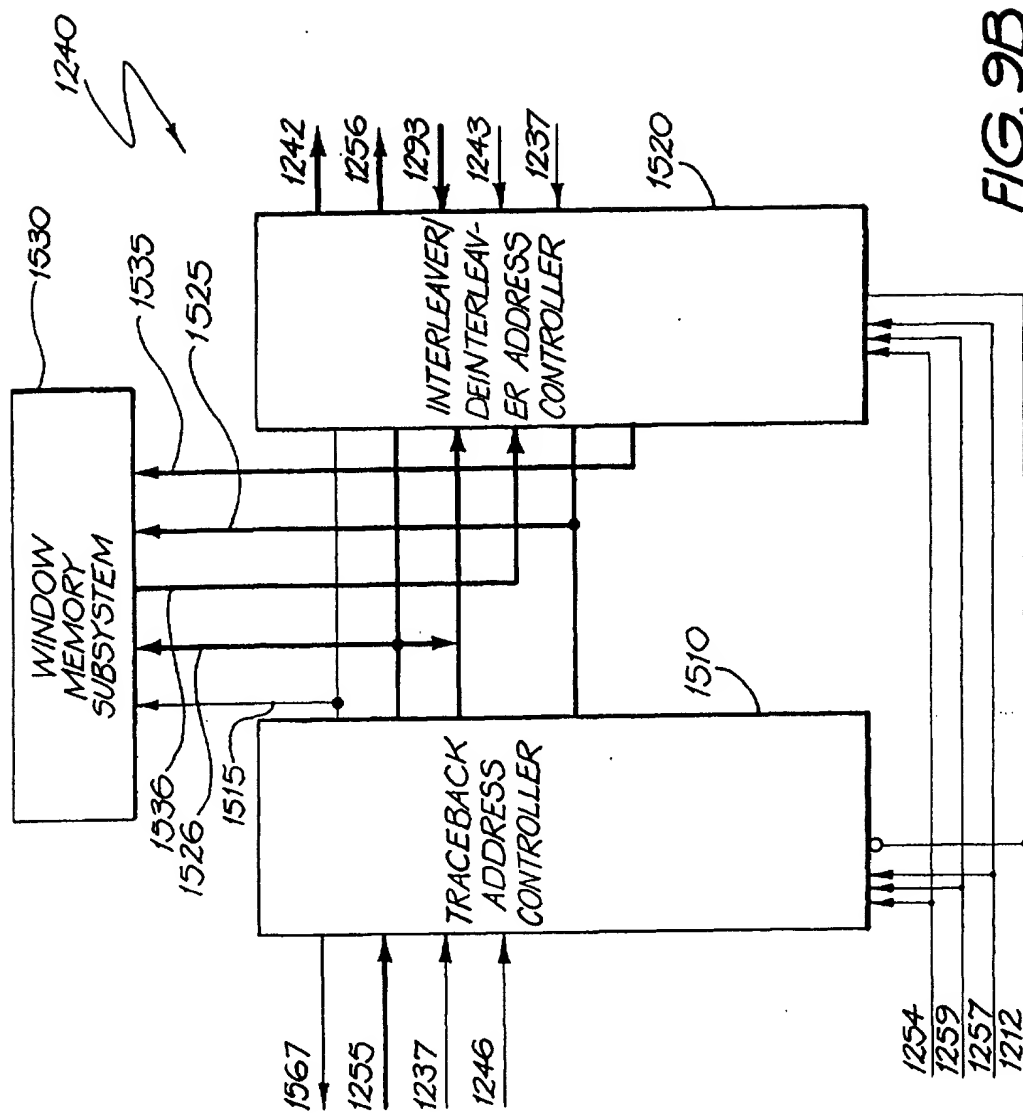 1240
1530
WINDOW
MEMORY
SUBSYSTEM
1535
1525
1536
1526
1515
1242
1256
1293
1243
1237
INTERLEAVER/
DEINTERLEAV-
ER ADDRESS
CONTROLLER
1520
TRACEBACK
ADDRESS
CONTROLLER
1510
1567
1255
1237
1246
1254
1259
1257
1212
FIG. 9B